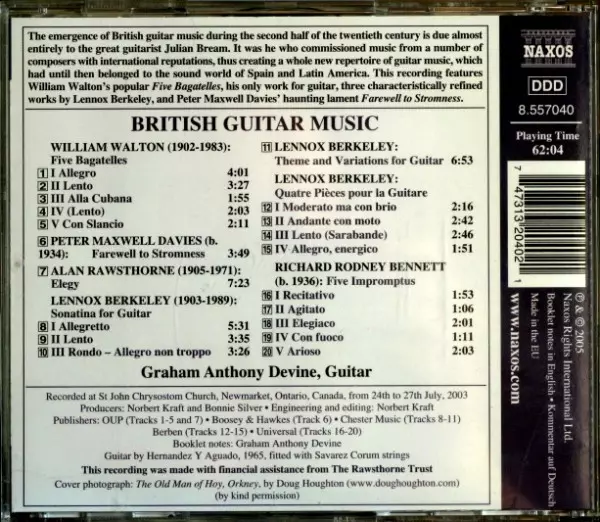 The emergence of British guitar music during the second half of the twentieth century is due almost
entirely to the great guitarist Julian Bream. It was he who commissioned music from a number of
composers with international reputations, thus creating a whole new repertoire of guitar music, which
had until then belonged to the sound world of Spain and Latin America. This recording features
William Walton's popular Five Bagatelles, his only work for guitar, three characteristically refined
works by Lennox Berkeley, and Peter Maxwell Davies' haunting lament Farewell to Stromness.
BRITISH GUITAR MUSIC
WILLIAM WALTON (1902-1983):
Five Bagatelles
1 I Allegro 4:01
2 II Lento 3:27
3 III Alla Cubana 1:55
4 IV (Lento) 2:03
5 V Con Slancio 2:11
6 PETER MAXWELL DAVIES (b.
1934): Farewell to Stromness 3:49
7 ALAN RAWSTHORNE (1905-1971):
Elegy 7:23
LENNOX BERKELEY (1903-1989):
Sonatina for Guitar
8 I Allegretto 5:31
9 II Lento 3:35
10 III Rondo – Allegro non troppo 3:26
11 LENNOX BERKELEY:
Theme and Variations for Guitar 6:53
LENNOX BERKELEY:
Quatre Pièces pour la Guitare
12 I Moderato ma con brio 2:16
13 II Andante con moto 2:42
14 III Lento (Sarabande) 2:46
15 IV Allegro, energico 1:51
RICHARD RODNEY BENNETT
(b. 1936): Five Impromptus
16 I Recitativo 1:53
17 II Agitato 1:06
18 III Elegiaco 2:01
19 IV Con fuoco 1:11
20 V Arioso 2:03
Graham Anthony Devine, Guitar
Recorded at St John Chrysostom Church, Newmarket, Ontario, Canada, from 24th to 27th July, 2003
Producers: Norbert Kraft and Bonnie Silver • Engineering and editing: Norbert Kraft
Publishers: OUP (Tracks 1-5 and 7) • Boosey & Hawkes (Track 6) • Chester Music (Tracks 8-11)
Berben (Tracks 12-15) • Universal (Tracks 16-20)
Booklet notes: Graham Anthony Devine
Guitar by Hernandez Y Aguado, 1965, fitted with Savarez Corum strings
This recording was made with financial assistance from The Rawsthorne Trust
Cover photograph: The Old Man of Hoy, Orkney, by Doug Houghton (www.doughoughton.com)
(by kind permission)
NAXOS
DDD
8.557040
Playing Time
62:04
7 47313 20402
www.naxos.com
Made in the EU
Booklet notes in English • Kommentar auf Deutsch
Naxos Rights International Ltd.
℗ & © 2005